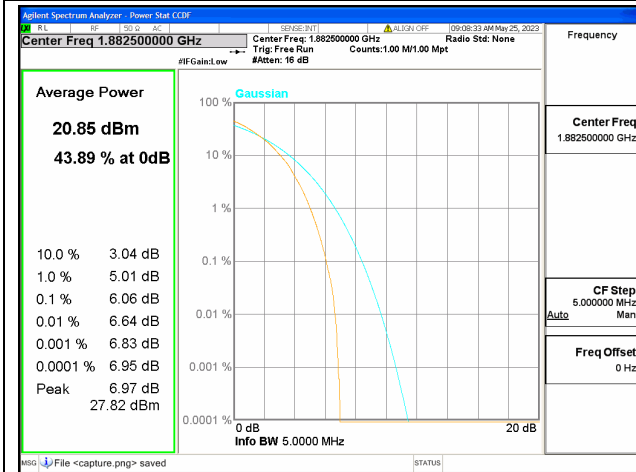 Agilent Spectrum Analyzer - Power Stat CCDF
RL RF 50 Ω AC SENSE:INT ALIGN OFF 09:08:33 AM May 25, 2023
Center Freq 1.882500000 GHz
Center Freq: 1.882500000 GHz Radio Std: None
Trig: Free Run Counts:1.00 M/1.00 Mpt
#IFGain:Low #Atten: 16 dB
Frequency
Average Power
20.85 dBm
43.89 % at 0dB
10.0 % 3.04 dB
1.0 % 5.01 dB
0.1 % 6.06 dB
0.01 % 6.64 dB
0.001 % 6.83 dB
0.0001 % 6.95 dB
Peak 6.97 dB
27.82 dBm
Gaussian
100 %
10 %
1 %
0.1 %
0.01 %
0.001 %
0.0001 %
0 dB 20 dB
Info BW 5.0000 MHz
Center Freq
1.882500000 GHz
CF Step
5.000000 MHz
Auto Man
Freq Offset
0 Hz
MSG File <capture.png> saved STATUS